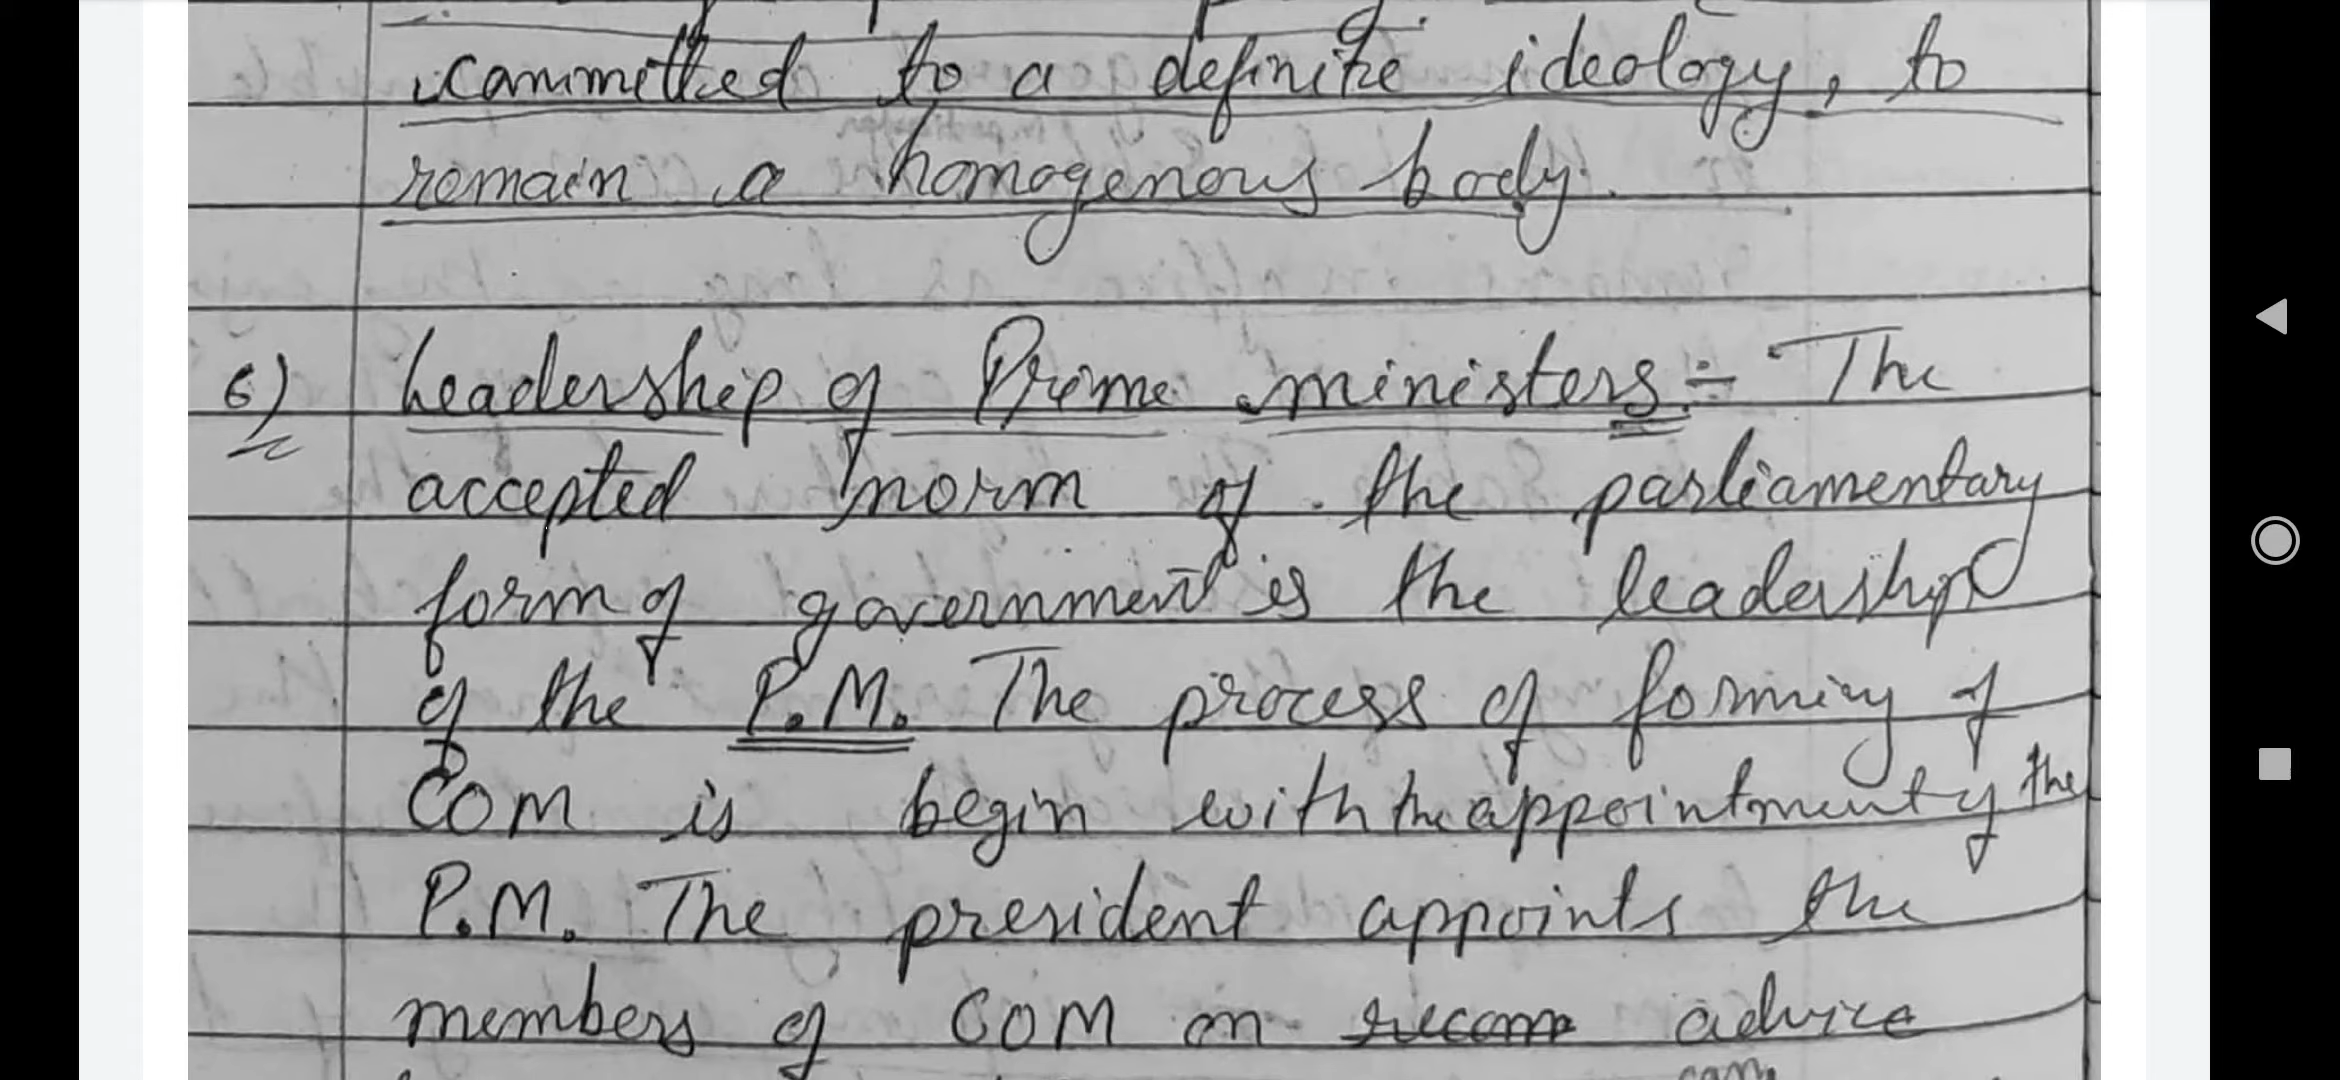 committed to a definite ideology, to
remain a homogenous body.
6) Leadership of Prime ministers:- The
accepted norm of the parliamentary
form of government is the leadership
of the P.M. The process of forming of
COM is begin with the appointment of the
P.M. The president appoints the
members of COM on recom advice